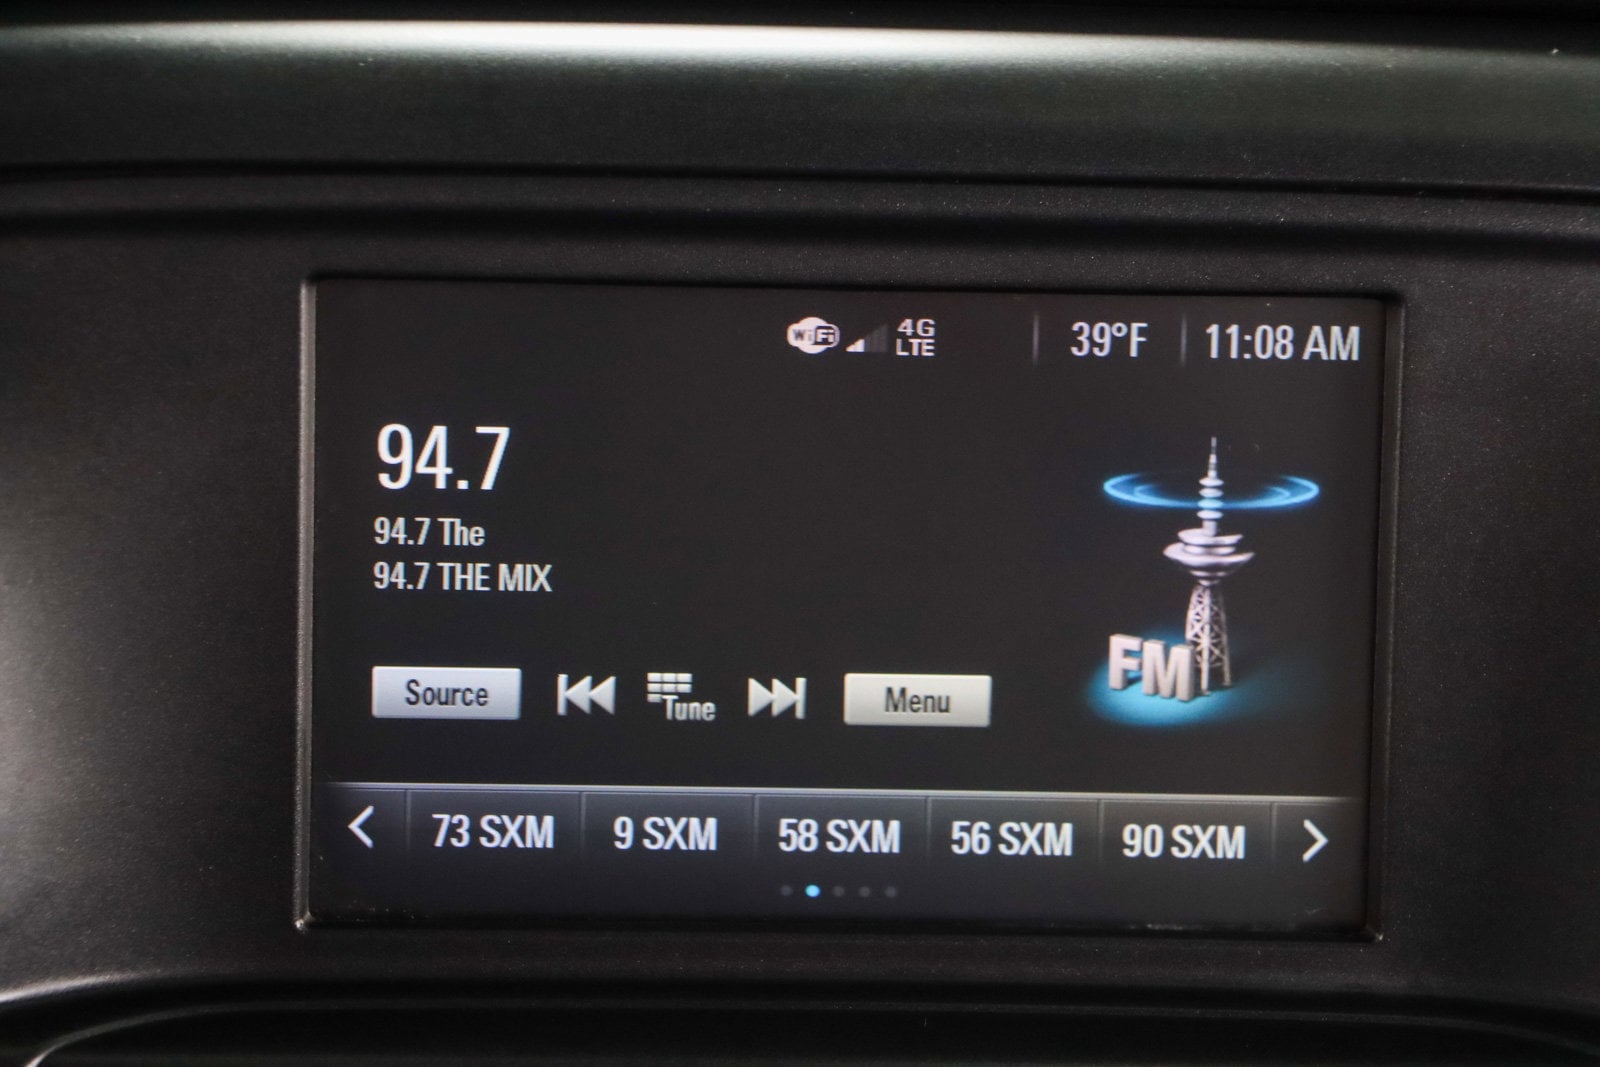 WiFi 4G LTE 39°F 11:08 AM
94.7
94.7 The
94.7 THE MIX
FM
Source Tune Menu
73 SXM 9 SXM 58 SXM 56 SXM 90 SXM